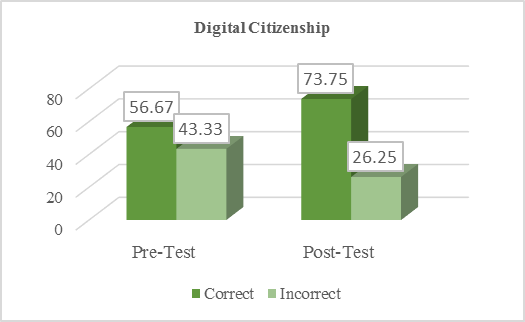 Digital Citizenship
73.75
80
56.67
60
43.33
26.25
40
20
0
Pre-Test
Post-Test
Correct
Incorrect